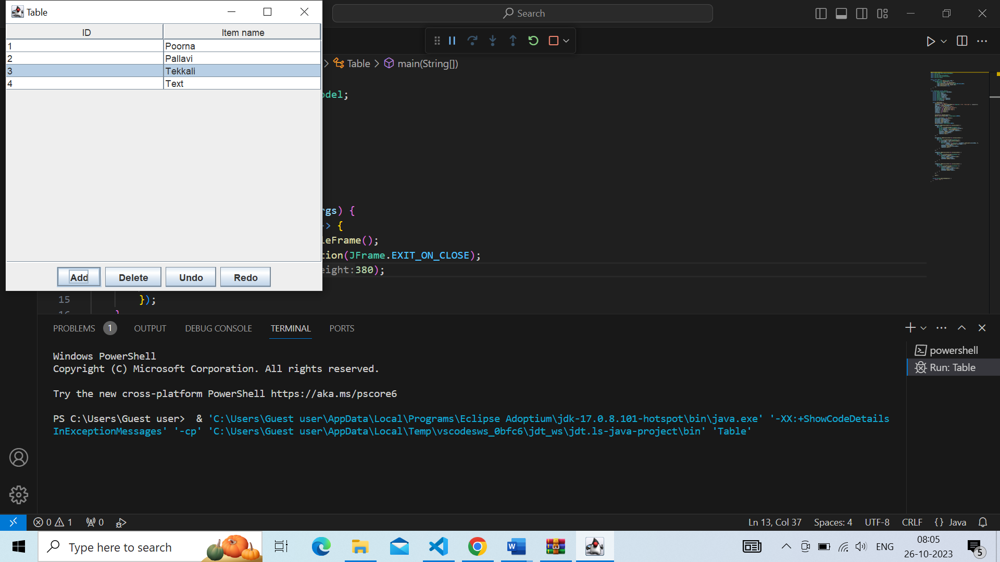 Table
Search
ID Item name
1 Poorna
2 Pallavi
3 Tekkali
4 Text
Add Delete Undo Redo
Table main(String[])
odel;
rgs) {
-> {
leFrame();
tion(JFrame.EXIT_ON_CLOSE);
eight:380);
15 });
16 }
PROBLEMS 1 OUTPUT DEBUG CONSOLE TERMINAL PORTS
powershell
Run: Table
Windows PowerShell
Copyright (C) Microsoft Corporation. All rights reserved.
Try the new cross-platform PowerShell https://aka.ms/pscore6
PS C:\Users\Guest user>  & 'C:\Users\Guest user\AppData\Local\Programs\Eclipse Adoptium\jdk-17.0.8.101-hotspot\bin\java.exe' '-XX:+ShowCodeDetails
InExceptionMessages' '-cp' 'C:\Users\Guest user\AppData\Local\Temp\vscodesws_0bfc6\jdt_ws\jdt.ls-java-project\bin' 'Table'
0 1 0 Ln 13, Col 37 Spaces: 4 UTF-8 CRLF {} Java
Type here to search
W
ENG
08:05
26-10-2023
5